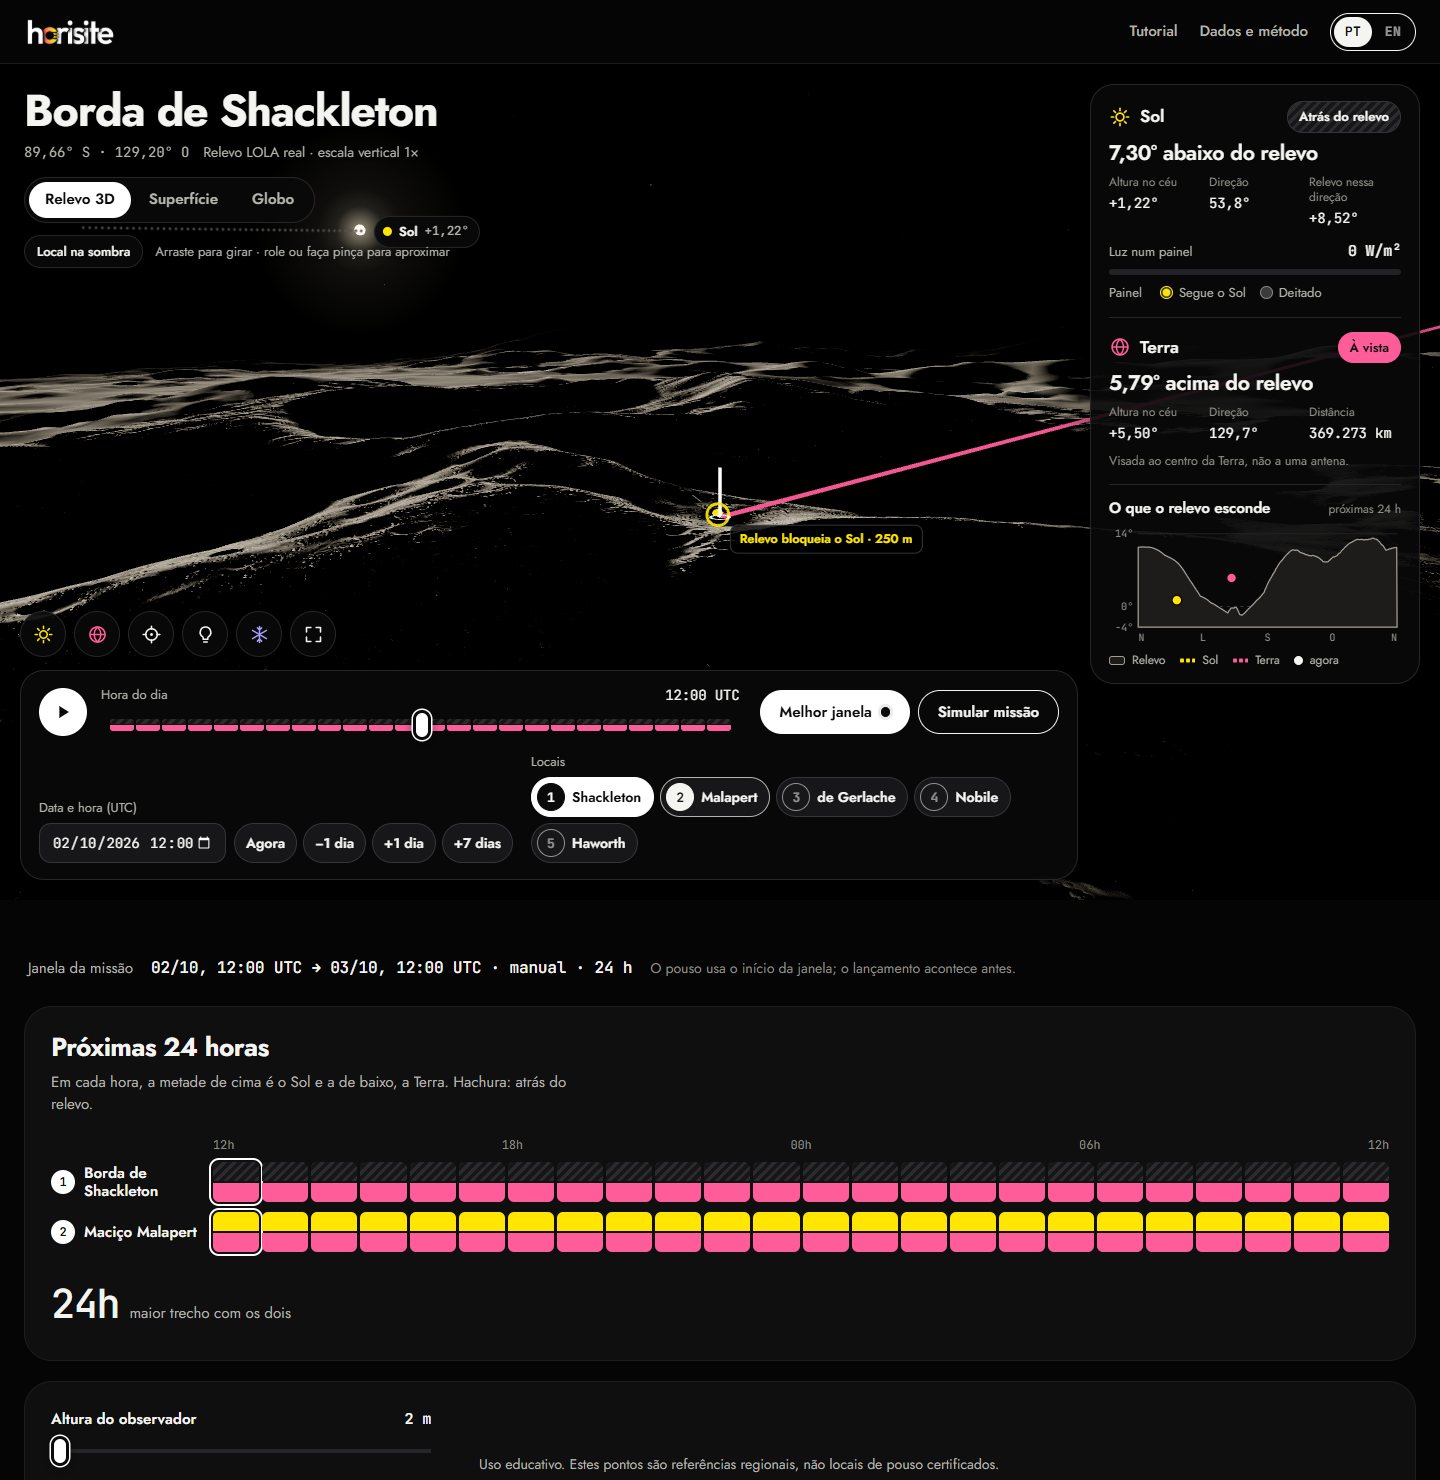 horisite
Tutorial
Dados e método
PT
EN
Borda de Shackleton
89,66° S · 129,20° O Relevo LOLA real · escala vertical 1×
Relevo 3D
Superfície
Globo
Sol +1,22°
Local na sombra
Arraste para girar · role ou faça pinça para aproximar
Relevo bloqueia o Sol · 250 m
Sol
Atrás do relevo
7,30° abaixo do relevo
Altura no céu
Direção
Relevo nessa
direção
+1,22°
53,8°
+8,52°
Luz num painel
0 W/m²
Painel
Segue o Sol
Deitado
Terra
À vista
5,79° acima do relevo
Altura no céu
Direção
Distância
+5,50°
129,7°
369.273 km
Visada ao centro da Terra, não a uma antena.
O que o relevo esconde
próximas 24 h
14°
0°
-4°
N L S O N
Relevo
Sol
Terra
agora
Hora do dia
12:00 UTC
Melhor janela
Simular missão
Data e hora (UTC)
02/10/2026 12:00
Agora
−1 dia
+1 dia
+7 dias
Locais
1 Shackleton
2 Malapert
3 de Gerlache
4 Nobile
5 Haworth
Janela da missão 02/10, 12:00 UTC → 03/10, 12:00 UTC · manual · 24 h O pouso usa o início da janela; o lançamento acontece antes.
Próximas 24 horas
Em cada hora, a metade de cima é o Sol e a de baixo, a Terra. Hachura: atrás do
relevo.
12h 18h 00h 06h 12h
1 Borda de
Shackleton
2 Maciço Malapert
24h maior trecho com os dois
Altura do observador
2 m
Uso educativo. Estes pontos são referências regionais, não locais de pouso certificados.